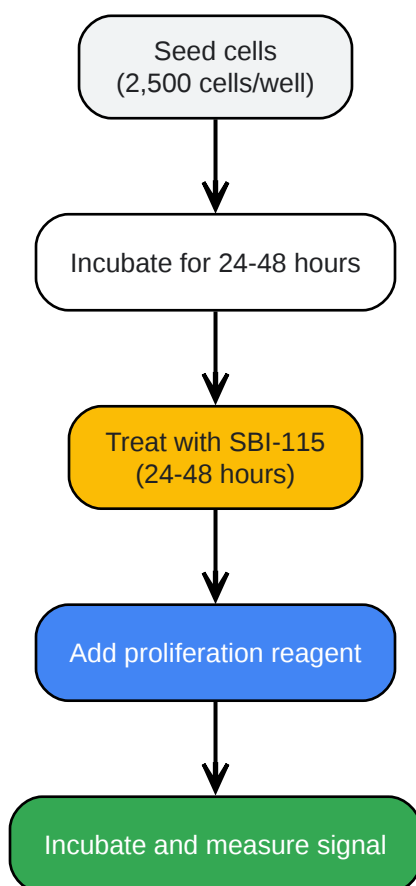 Seed cells
(2,500 cells/well)
Incubate for 24-48 hours
Treat with SBI-115
(24-48 hours)
Add proliferation reagent
Incubate and measure signal